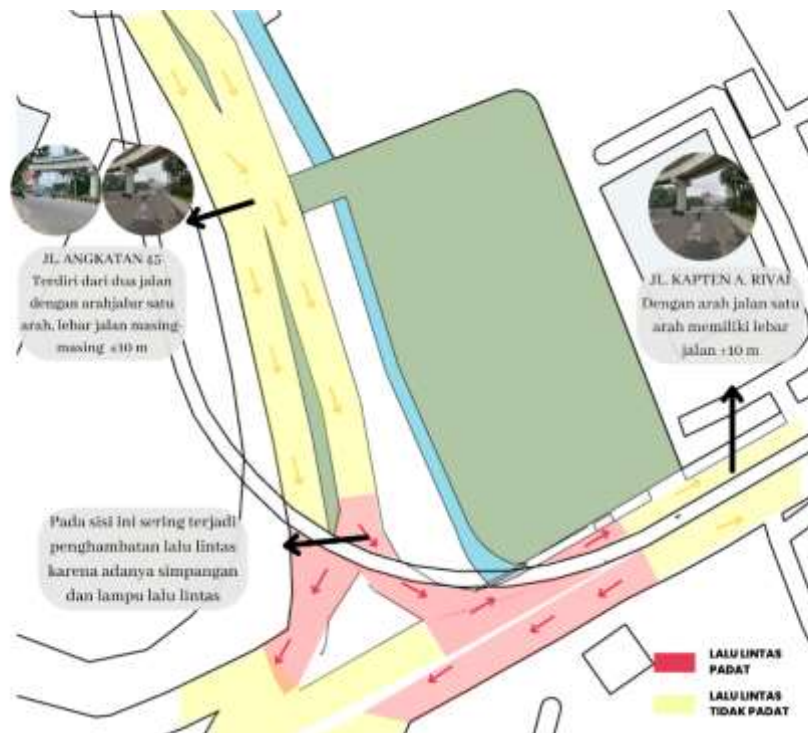 JL. ANGKATAN 45
Terdiri dari dua jalan
dengan arahjalur satu
arah, lebar jalan masing-
masing ±10 m
JL. KAPTEN A. RIVAI
Dengan arah jalan satu
arah memiliki lebar
jalan ±10 m
Pada sisi ini sering terjadi
penghambatan lalu lintas
karena adanya simpangan
dan lampu lalu lintas
LALU LINTAS
PADAT
LALU LINTAS
TIDAK PADAT